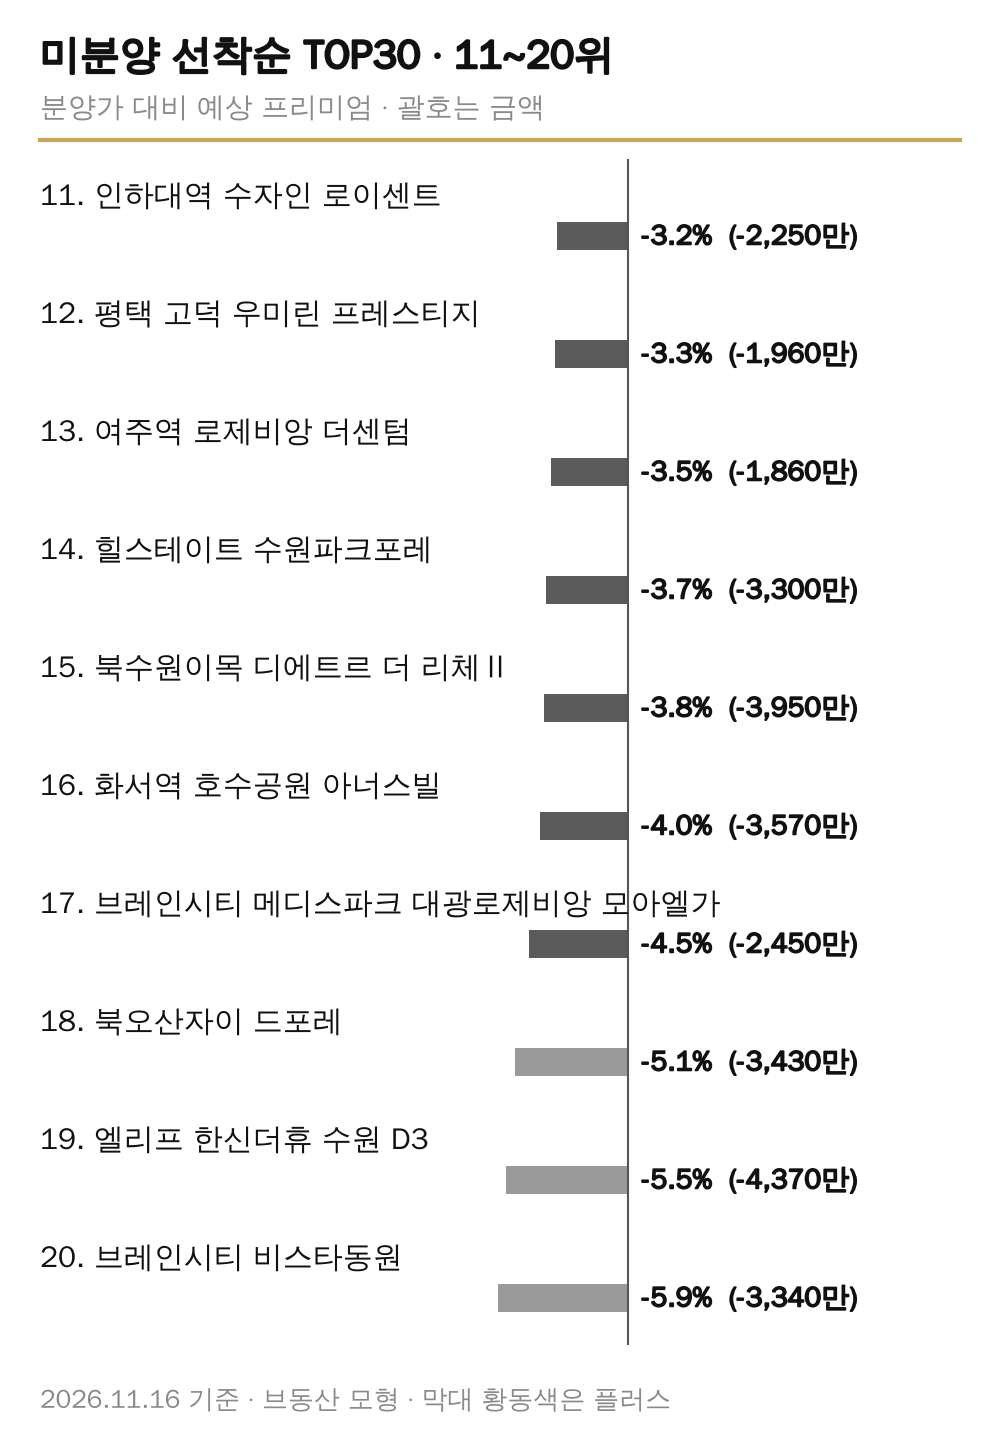 미분양 선착순 TOP30 · 11~20위
분양가 대비 예상 프리미엄 · 괄호는 금액
11. 인하대역 수자인 로이센트
-3.2% (-2,250만)
12. 평택 고덕 우미린 프레스티지
-3.3% (-1,960만)
13. 여주역 로제비앙 더센텀
-3.5% (-1,860만)
14. 힐스테이트 수원파크포레
-3.7% (-3,300만)
15. 북수원이목 디에트르 더 리체Ⅱ
-3.8% (-3,950만)
16. 화서역 호수공원 아너스빌
-4.0% (-3,570만)
17. 브레인시티 메디스파크 대광로제비앙 모아엘가
-4.5% (-2,450만)
18. 북오산자이 드포레
-5.1% (-3,430만)
19. 엘리프 한신더휴 수원 D3
-5.5% (-4,370만)
20. 브레인시티 비스타동원
-5.9% (-3,340만)
2026.11.16 기준 · 브동산 모형 · 막대 황동색은 플러스